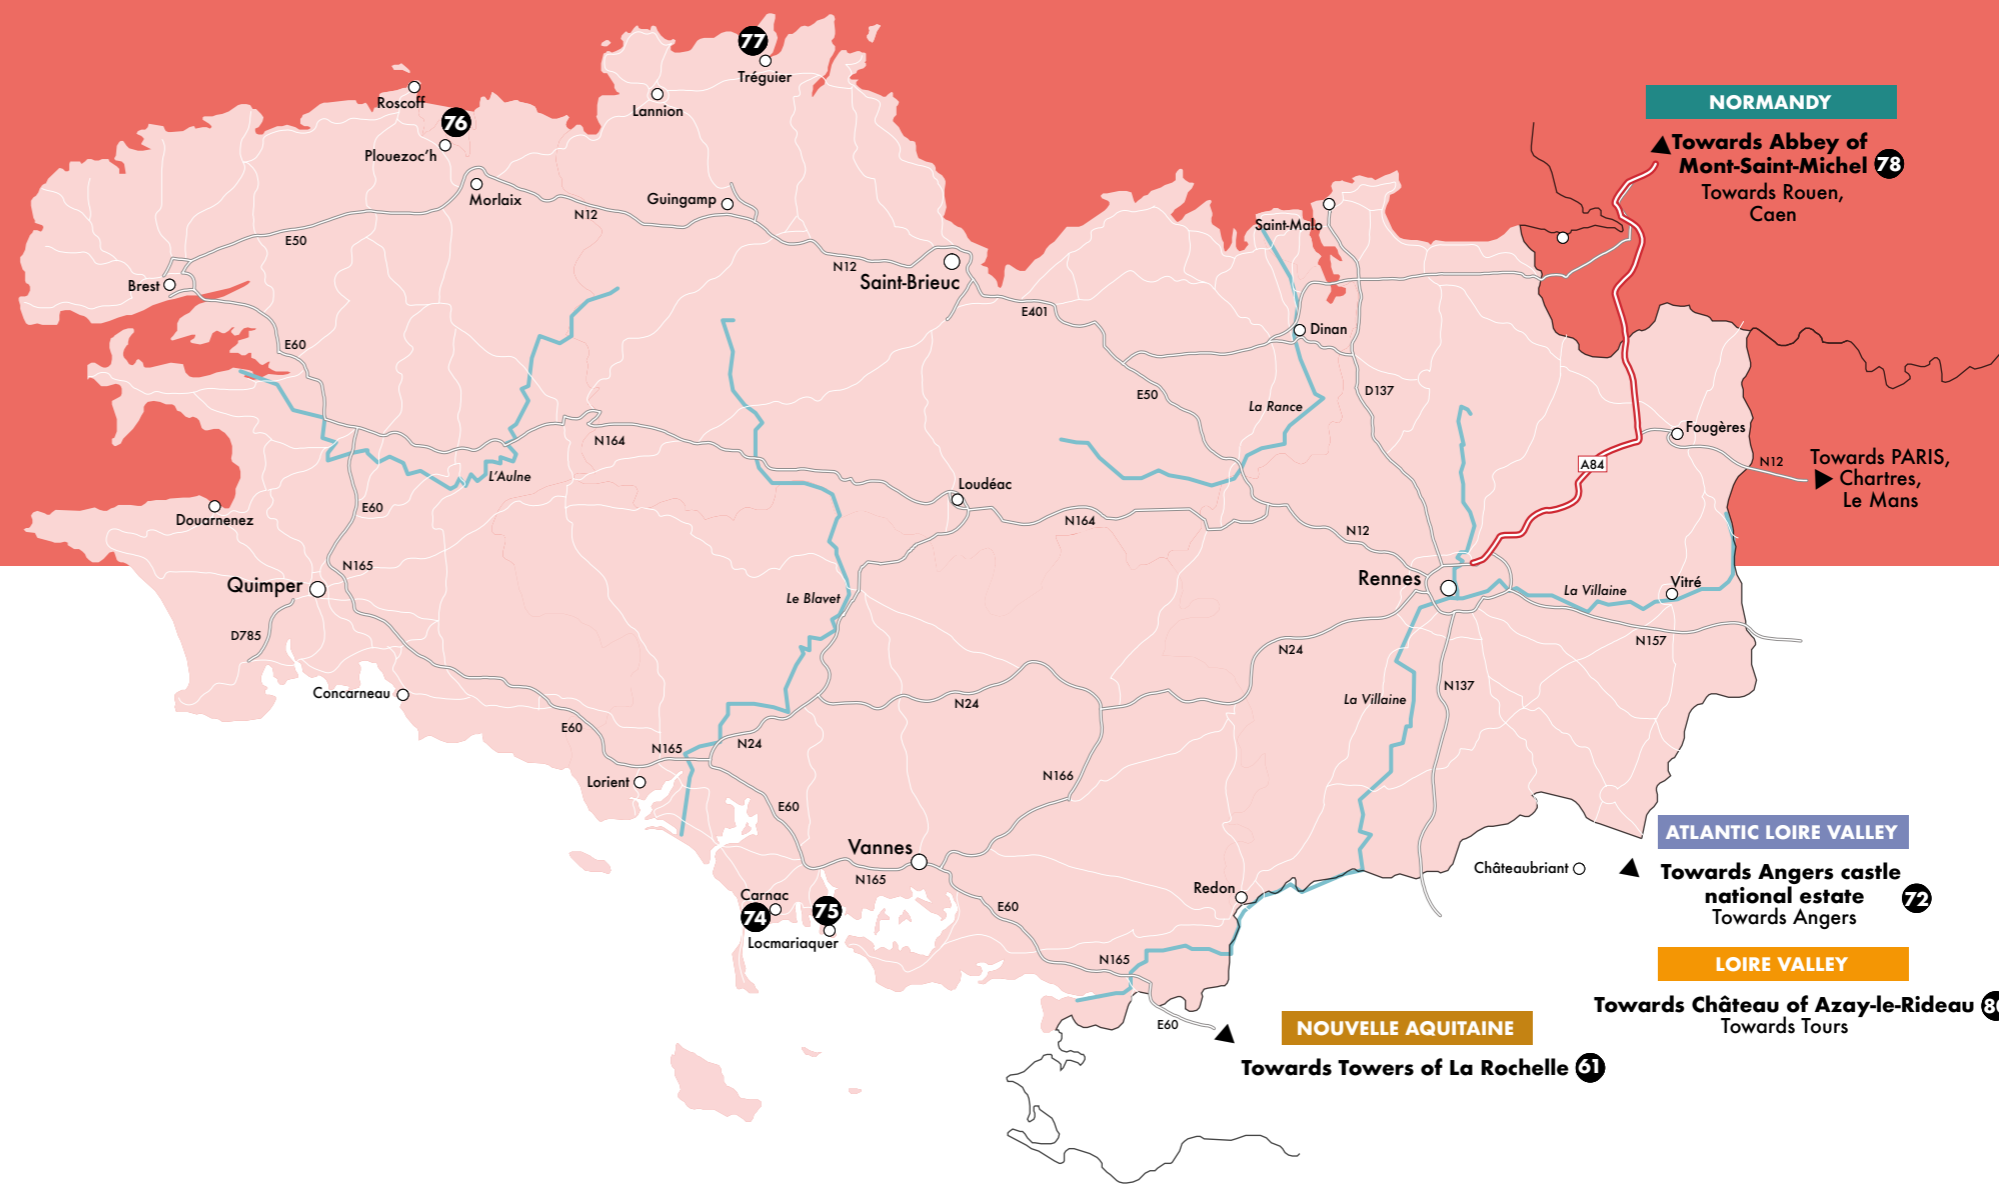 77
Tréguier
Roscoff
Lannion
76
Plouezoc'h
Morlaix
N12
Guingamp
E50
Brest
N12
Saint-Brieuc
E401
Saint-Malo
NORMANDY
Towards Abbey of
Mont-Saint-Michel 78
Towards Rouen,
Caen
E60
Dinan
E50
La Rance
D137
Fougères
N12
Towards PARIS,
Chartres,
Le Mans
A84
N164
L'Aulne
Loudéac
E60
Douarnenez
N164
N12
N165
Quimper
Le Blavet
Rennes
La Villaine
Vitré
D785
N24
N157
Concarneau
N24
La Villaine
N137
E60
N165
N24
Lorient
N166
E60
Vannes
N165
Carnac
74
75
Locmariaquer
E60
Redon
Châteaubriant
ATLANTIC LOIRE VALLEY
Towards Angers castle
national estate 72
Towards Angers
N165
E60
LOIRE VALLEY
Towards Château of Azay-le-Rideau
Towards Tours
NOUVELLE AQUITAINE
Towards Towers of La Rochelle 61